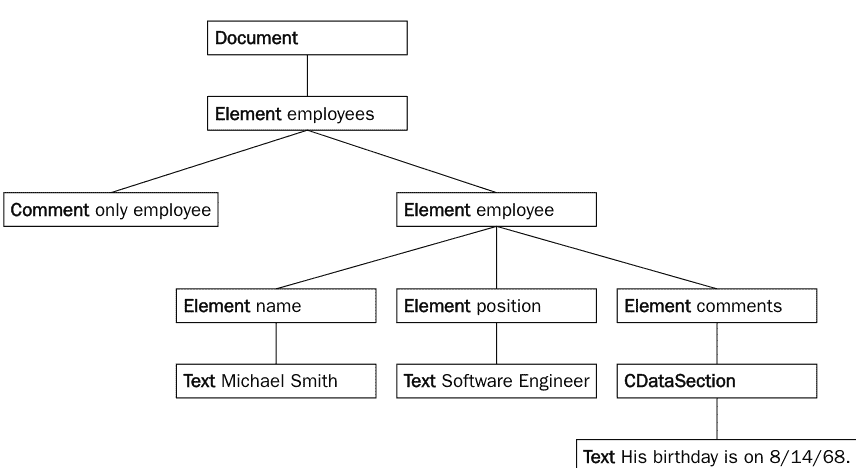 Document
Element employees
Comment only employee
Element employee
Element name
Element position
Element comments
Text Michael Smith
Text Software Engineer
CDataSection
Text His birthday is on 8/14/68.